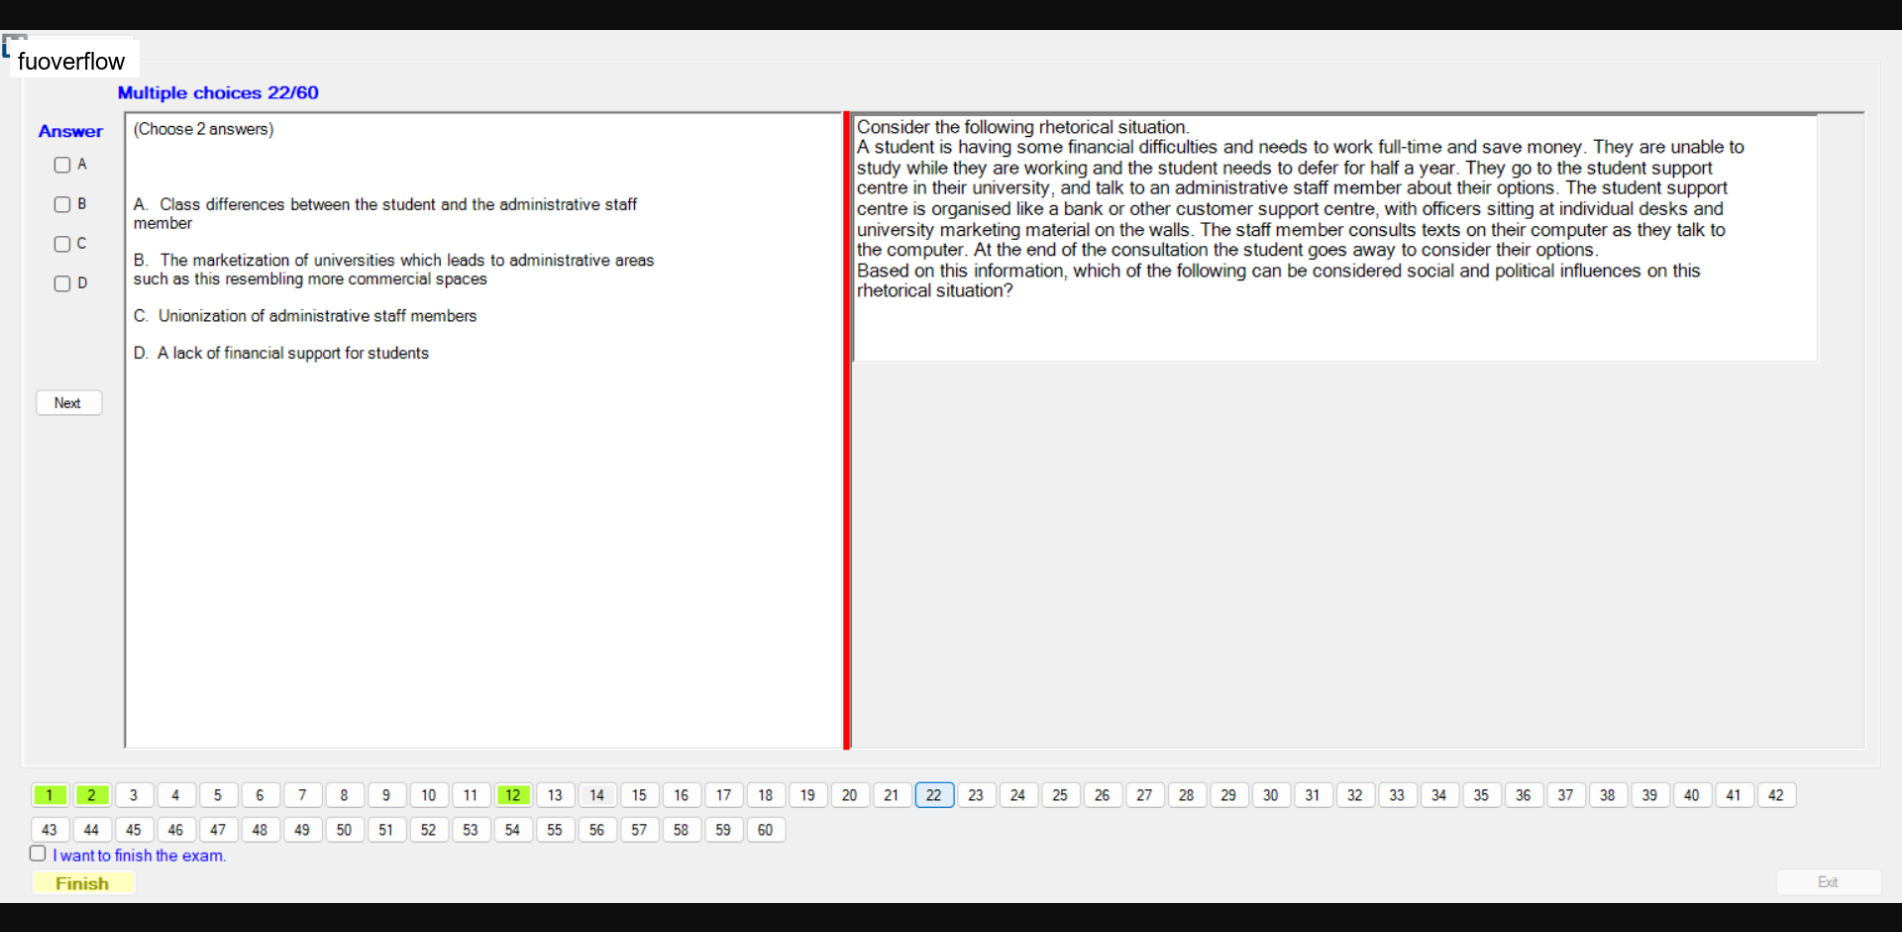 fuoverflow
Multiple choices 22/60
Answer
A
B
C
D
Next
(Choose 2 answers)
A. Class differences between the student and the administrative staff
member
B. The marketization of universities which leads to administrative areas
such as this resembling more commercial spaces
C. Unionization of administrative staff members
D. A lack of financial support for students
Consider the following rhetorical situation.
A student is having some financial difficulties and needs to work full-time and save money. They are unable to
study while they are working and the student needs to defer for half a year. They go to the student support
centre in their university, and talk to an administrative staff member about their options. The student support
centre is organised like a bank or other customer support centre, with officers sitting at individual desks and
university marketing material on the walls. The staff member consults texts on their computer as they talk to
the computer. At the end of the consultation the student goes away to consider their options.
Based on this information, which of the following can be considered social and political influences on this
rhetorical situation?
1 2 3 4 5 6 7 8 9 10 11 12 13 14 15 16 17 18 19 20 21 22 23 24 25 26 27 28 29 30 31 32 33 34 35 36 37 38 39 40 41 42
43 44 45 46 47 48 49 50 51 52 53 54 55 56 57 58 59 60
I want to finish the exam.
Finish
Exit